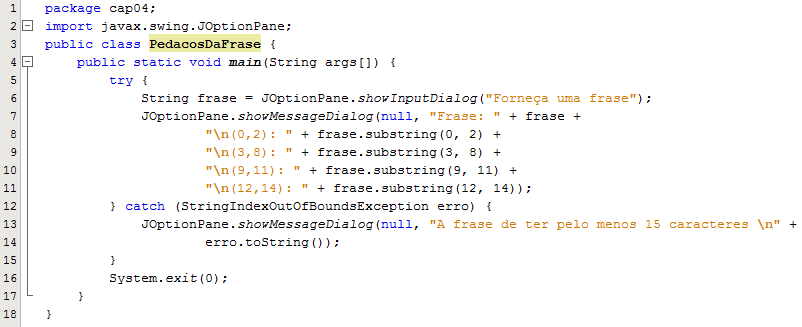 1 package cap04;
2 import javax.swing.JOptionPane;
3 public class PedacosDaFrase {
4     public static void main(String args[]) {
5         try {
6             String frase = JOptionPane.showInputDialog("Forneça uma frase");
7             JOptionPane.showMessageDialog(null, "Frase: " + frase +
8                     "\n(0,2): " + frase.substring(0, 2) +
9                     "\n(3,8): " + frase.substring(3, 8) +
10                     "\n(9,11): " + frase.substring(9, 11) +
11                     "\n(12,14): " + frase.substring(12, 14));
12         } catch (StringIndexOutOfBoundsException erro) {
13             JOptionPane.showMessageDialog(null, "A frase de ter pelo menos 15 caracteres \n" +
14                     erro.toString());
15         }
16         System.exit(0);
17     }
18 }